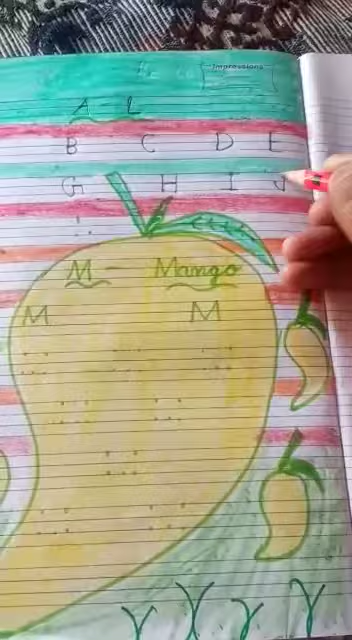 Impressions
A - L
B C D E
G H I J
M - Mango
M M